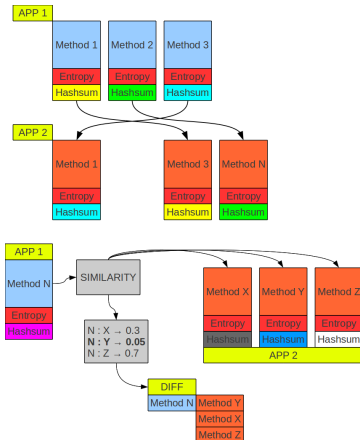 APP 1
Method 1
Method 2
Method 3
Entropy
Entropy
Entropy
Hashsum
Hashsum
Hashsum
APP 2
Method 1
Method 3
Method N
Entropy
Entropy
Entropy
Hashsum
Hashsum
Hashsum
APP 1
Method N
Entropy
Hashsum
SIMILARITY
N : X → 0.3
N : Y → 0.05
N : Z → 0.7
Method X
Method Y
Method Z
Entropy
Entropy
Entropy
Hashsum
Hashsum
Hashsum
APP 2
DIFF
Method N
Method Y
Method X
Method Z